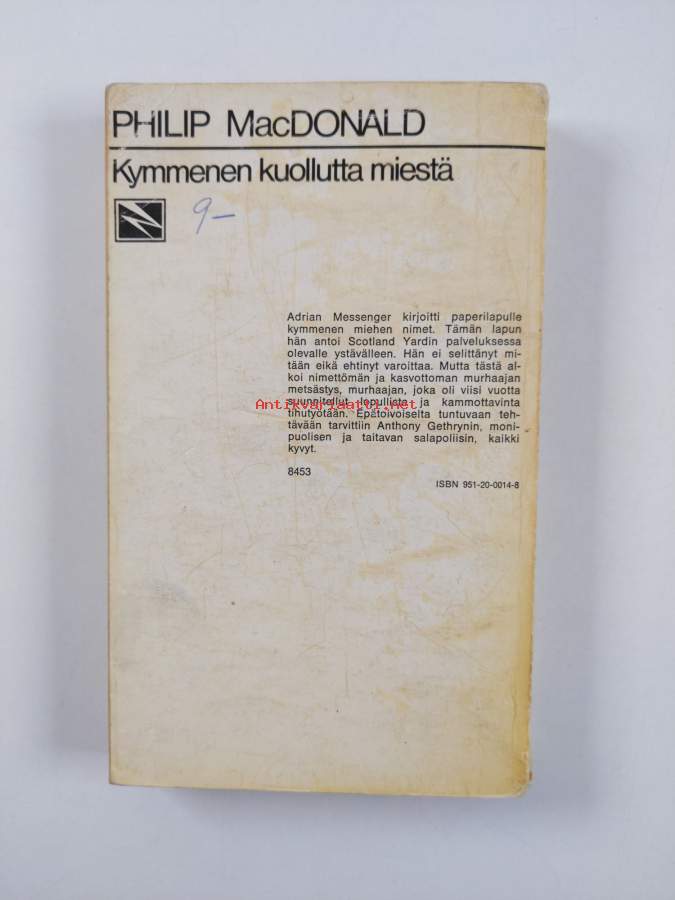 PHILIP MacDONALD
Kymmenen kuollutta miestä
9-
Adrian Messenger kirjoitti paperilapulle
kymmenen miehen nimet. Tämän lapun
hän antoi Scotland Yardin palveluksessa
olevalle ystävälleen. Hän ei selittänyt mi-
tään eikä ehtinyt varoittaa. Mutta tästä al-
koi nimettömän ja kasvottoman murhaajan
metsästys, murhaajan, joka oli viisi vuotta
suunnitellut lopullista ja kammottavinta
tihutyötään. Epätoivoiselta tuntuvaan teh-
tävään tarvittiin Anthony Gethrynin, moni-
puolisen ja taitavan salapoliisin, kaikki
kyvyt.
8453
ISBN 951-20-0014-8
Antikvariaatti.net